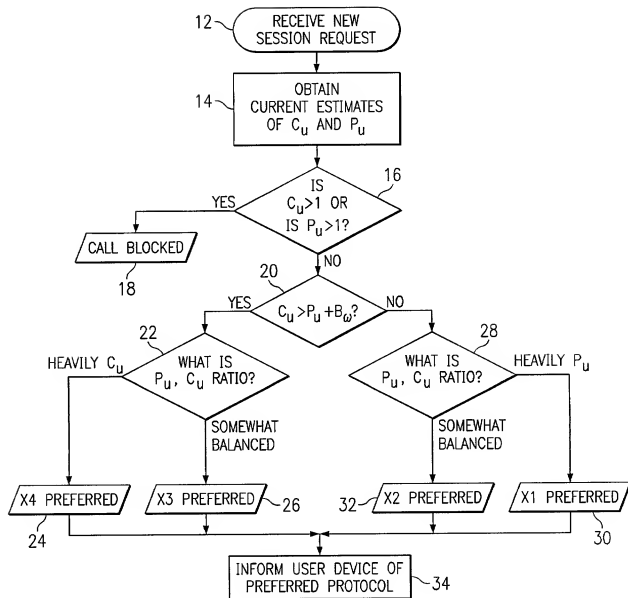 12
RECEIVE NEW
SESSION REQUEST
14
OBTAIN
CURRENT ESTIMATES
OF Cu AND Pu
16
IS
Cu>1 OR
IS Pu>1?
YES
CALL BLOCKED
18
NO
20
YES
Cu>Pu+Bω?
NO
22
28
HEAVILY Cu
WHAT IS
Pu, Cu RATIO?
WHAT IS
Pu, Cu RATIO?
HEAVILY Pu
SOMEWHAT
BALANCED
SOMEWHAT
BALANCED
X4 PREFERRED
24
X3 PREFERRED
26
32
X2 PREFERRED
X1 PREFERRED
30
INFORM USER DEVICE OF
PREFERRED PROTOCOL
34